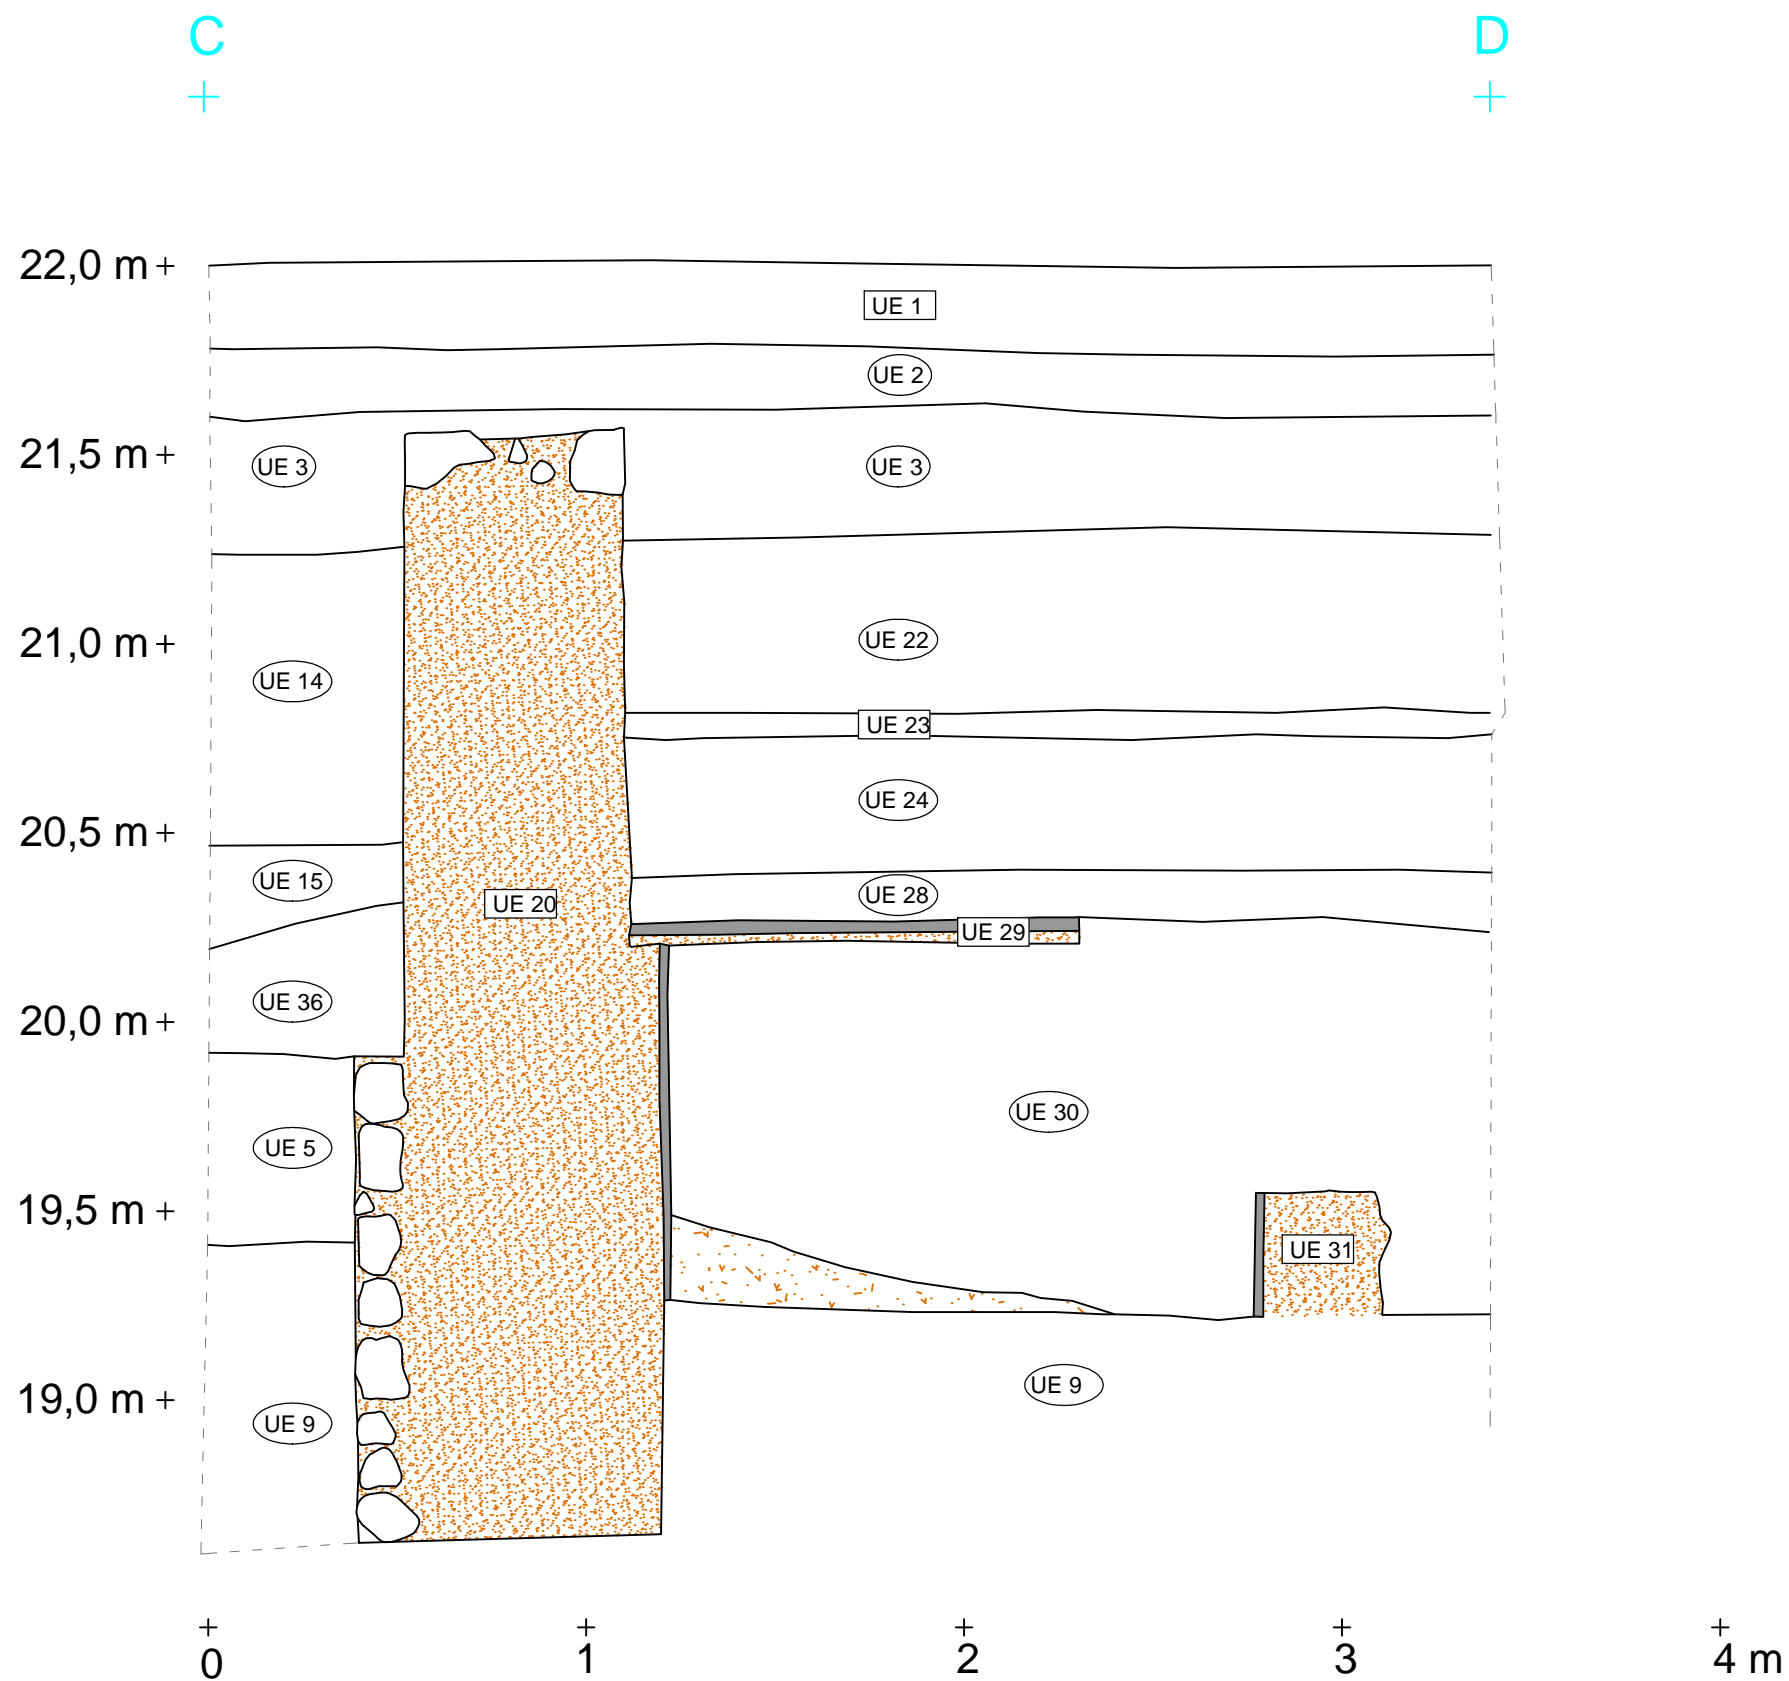 C D
22,0 m
UE 1
UE 2
21,5 m
UE 3 UE 3
21,0 m
UE 22
UE 14
UE 23
UE 24
20,5 m
UE 15
UE 28
UE 20
UE 29
UE 36
20,0 m
UE 30
UE 5
19,5 m
UE 31
UE 9
19,0 m
UE 9
0 1 2 3 4 m